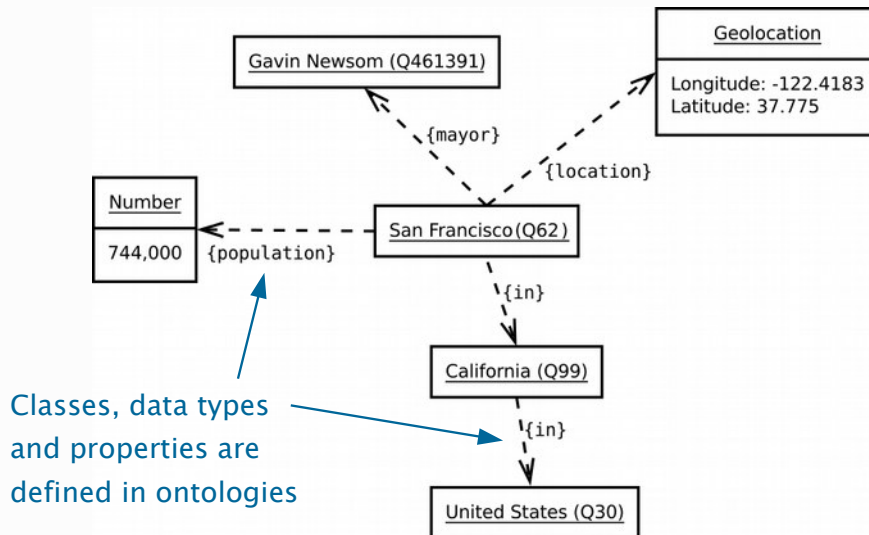 Geolocation
Gavin Newsom (Q461391)
Longitude: -122.4183
Latitude: 37.775
{mayor}
{location}
Number
San Francisco(Q62)
744,000
{population}
{in}
California (Q99)
Classes, data types
and properties are
defined in ontologies
{in}
United States (Q30)